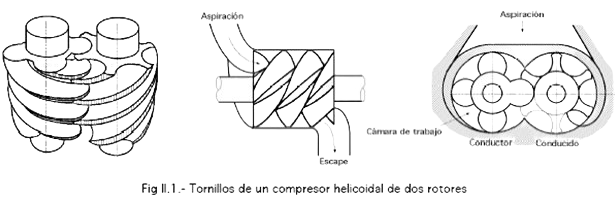 Aspiración
Escape
Aspiración
Cámara de trabajo
Conductor
Conducido
Fig II.1.- Tornillos de un compresor helicoidal de dos rotores